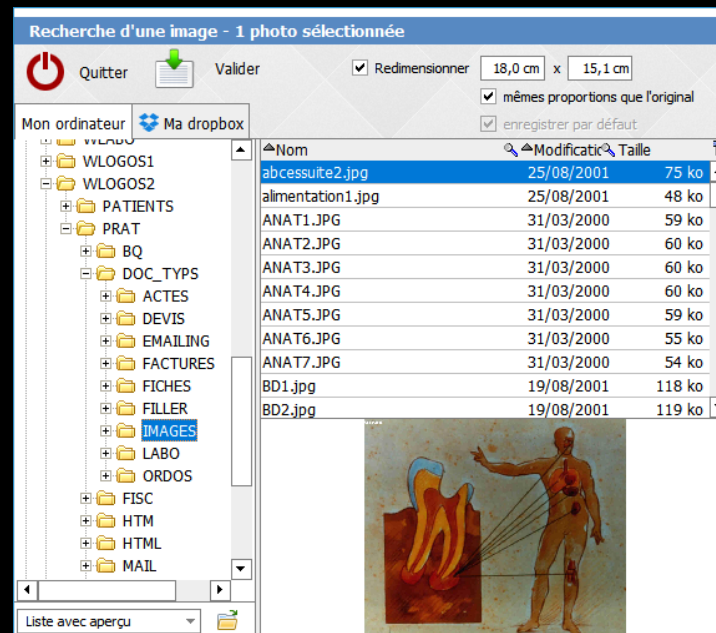 Recherche d'une image - 1 photo sélectionnée
Quitter
Valider
Redimensionner 18,0 cm x 15,1 cm
mêmes proportions que l'original
enregistrer par défaut
Mon ordinateur Ma dropbox
WLOGOS1
WLOGOS2
PATIENTS
PRAT
BQ
DOC_TYPS
ACTES
DEVIS
EMAILING
FACTURES
FICHES
FILLER
IMAGES
LABO
ORDOS
FISC
HTM
HTML
MAIL
Liste avec aperçu
Nom Modificatic Taille
abcessuite2.jpg 25/08/2001 75 ko
alimentation1.jpg 25/08/2001 48 ko
ANAT1.JPG 31/03/2000 59 ko
ANAT2.JPG 31/03/2000 60 ko
ANAT3.JPG 31/03/2000 60 ko
ANAT4.JPG 31/03/2000 60 ko
ANAT5.JPG 31/03/2000 59 ko
ANAT6.JPG 31/03/2000 55 ko
ANAT7.JPG 31/03/2000 54 ko
BD1.jpg 19/08/2001 118 ko
BD2.jpg 19/08/2001 119 ko